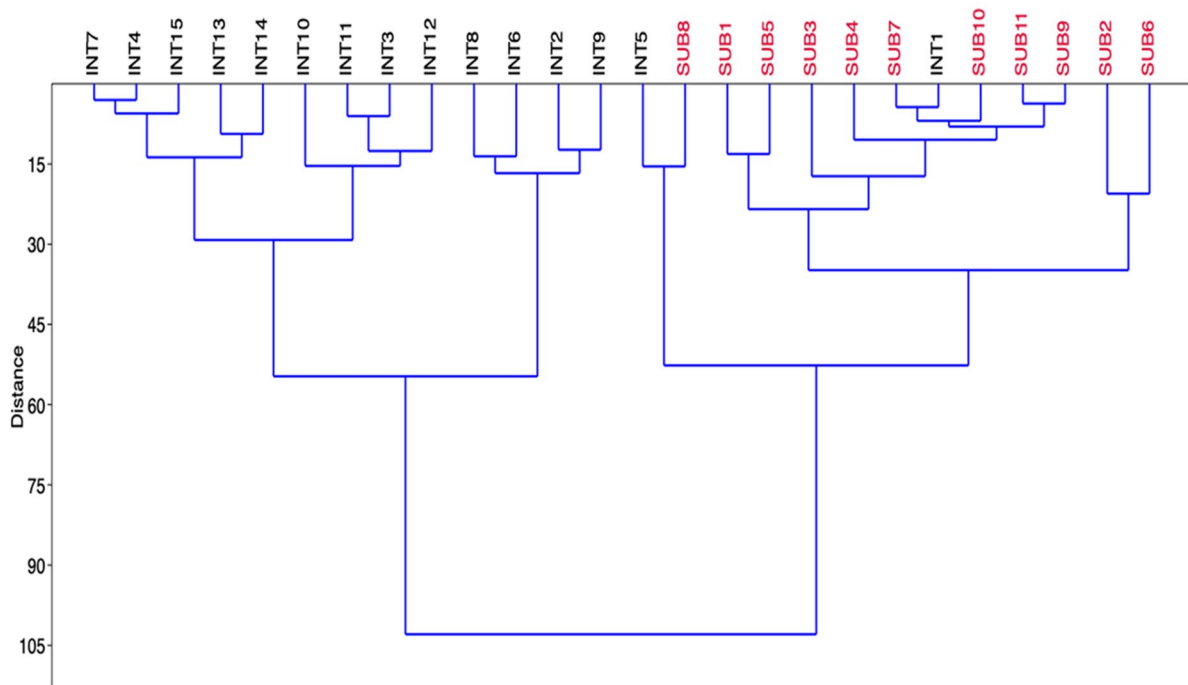 INT7
INT4
INT15
INT13
INT14
INT10
INT11
INT3
INT12
INT8
INT6
INT2
INT9
INT5
SUB8
SUB1
SUB5
SUB3
SUB4
SUB7
INT1
SUB10
SUB11
SUB9
SUB2
SUB6
15
30
45
60
75
90
105
Distance